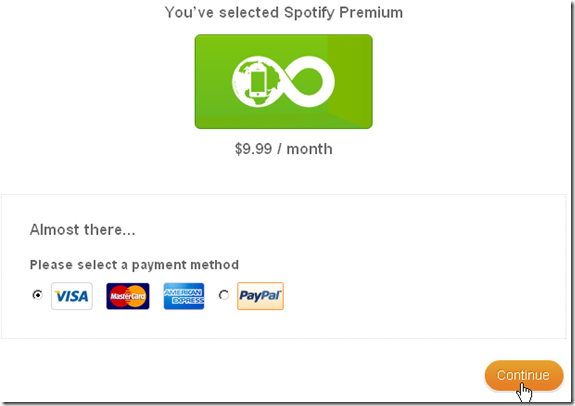 You've selected Spotify Premium
$9.99 / month
Almost there...
Please select a payment method
VISA MasterCard AMERICAN EXPRESS PayPal
Continue